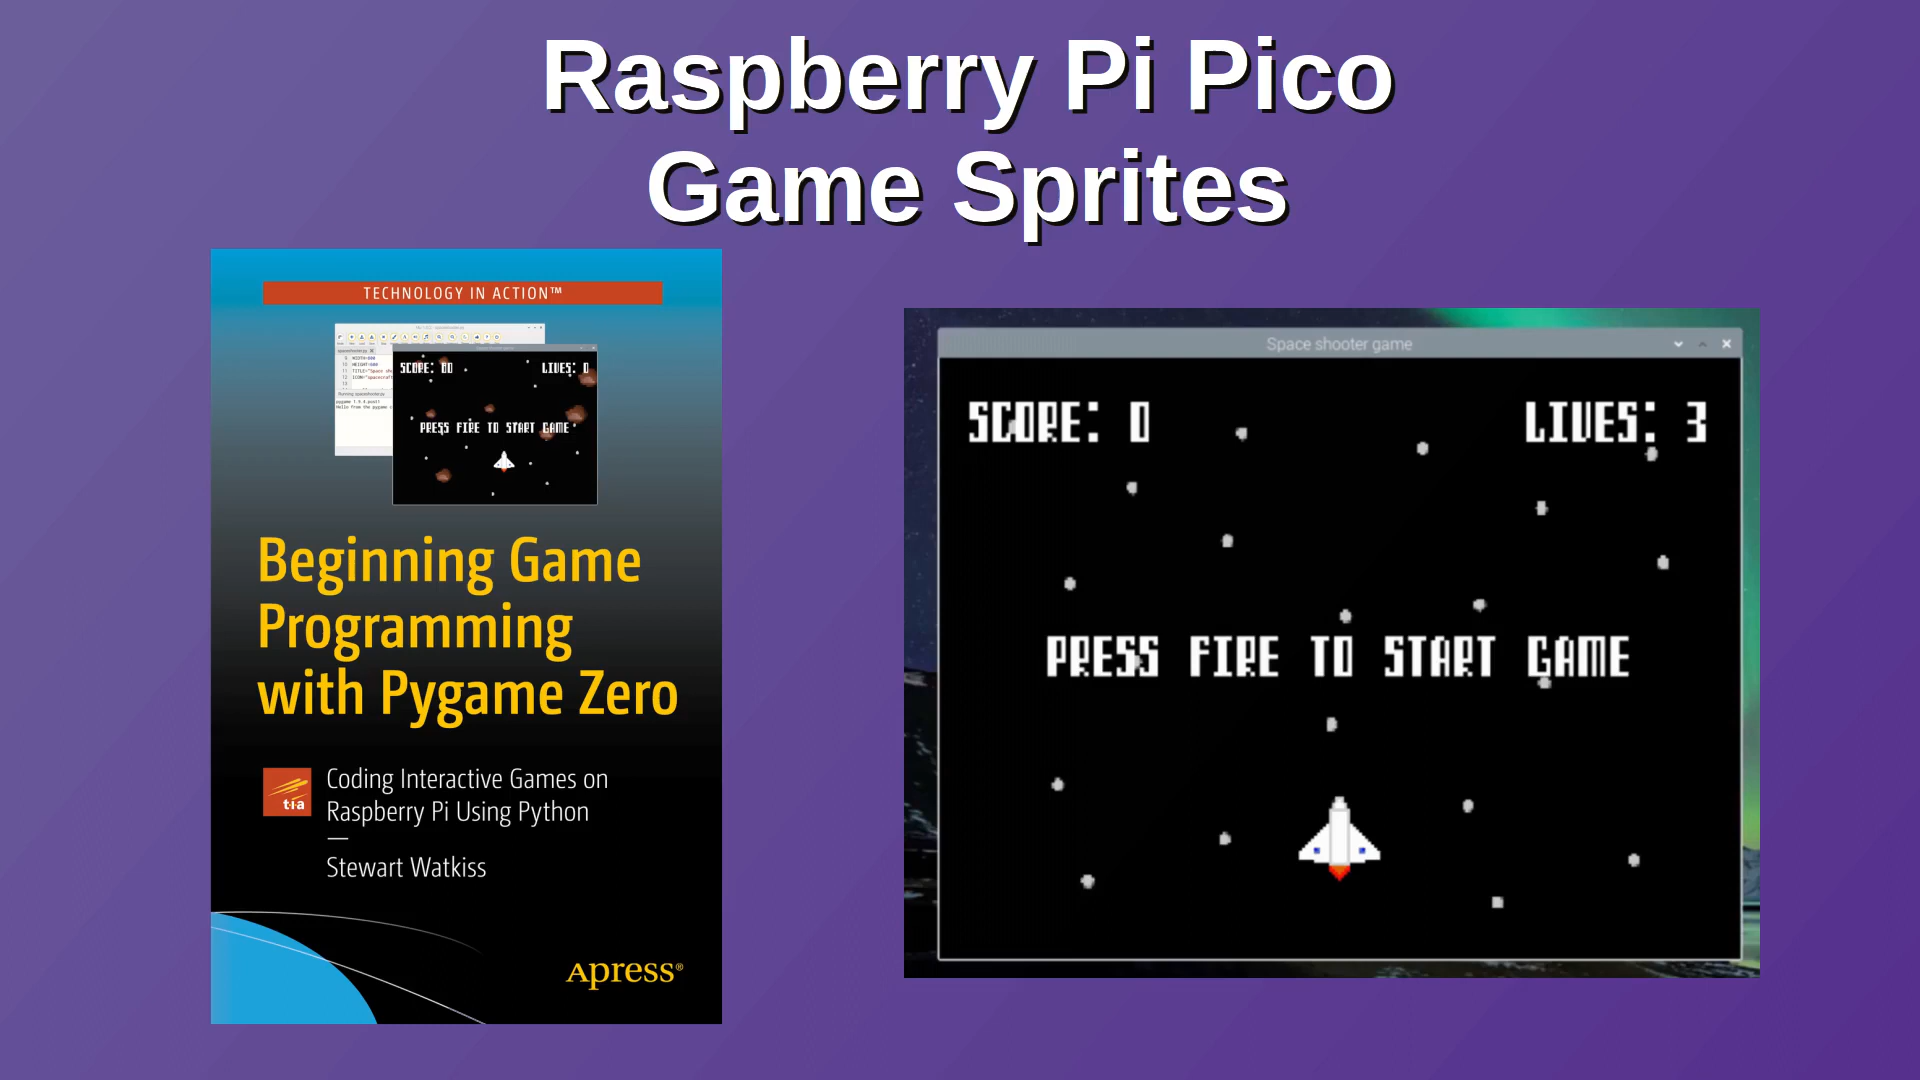 Raspberry Pi Pico
Game Sprites
TECHNOLOGY IN ACTION™
SCORE: 00
LIVES: 0
PRESS FIRE TO START GAME
Beginning Game
Programming
with Pygame Zero
tia
Coding Interactive Games on
Raspberry Pi Using Python
—
Stewart Watkiss
Apress®
Space shooter game
SCORE: 0
LIVES: 3
PRESS FIRE TO START GAME